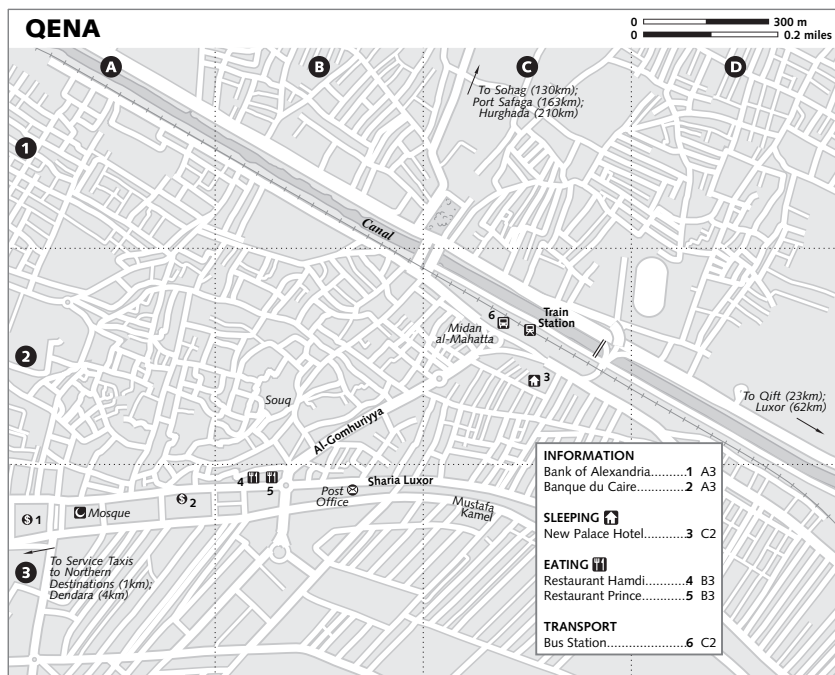 QENA
0 300 m
0 0.2 miles
A
B
C
D
To Sohag (130km);
Port Safaga (163km);
Hurghada (210km)
1
Canal
6
Train
Station
Midan
al-Mahatta
2
3
Souq
To Qift (23km);
Luxor (62km)
Al-Gomhuriyya
4
5
Sharia Luxor
Post
Office
2
1
Mosque
Mustafa
Kamel
3
To Service Taxis
to Northern
Destinations (1km);
Dendara (4km)
INFORMATION
Bank of Alexandria..........1 A3
Banque du Caire............2 A3
SLEEPING
New Palace Hotel............3 C2
EATING
Restaurant Hamdi...........4 B3
Restaurant Prince............5 B3
TRANSPORT
Bus Station......................6 C2